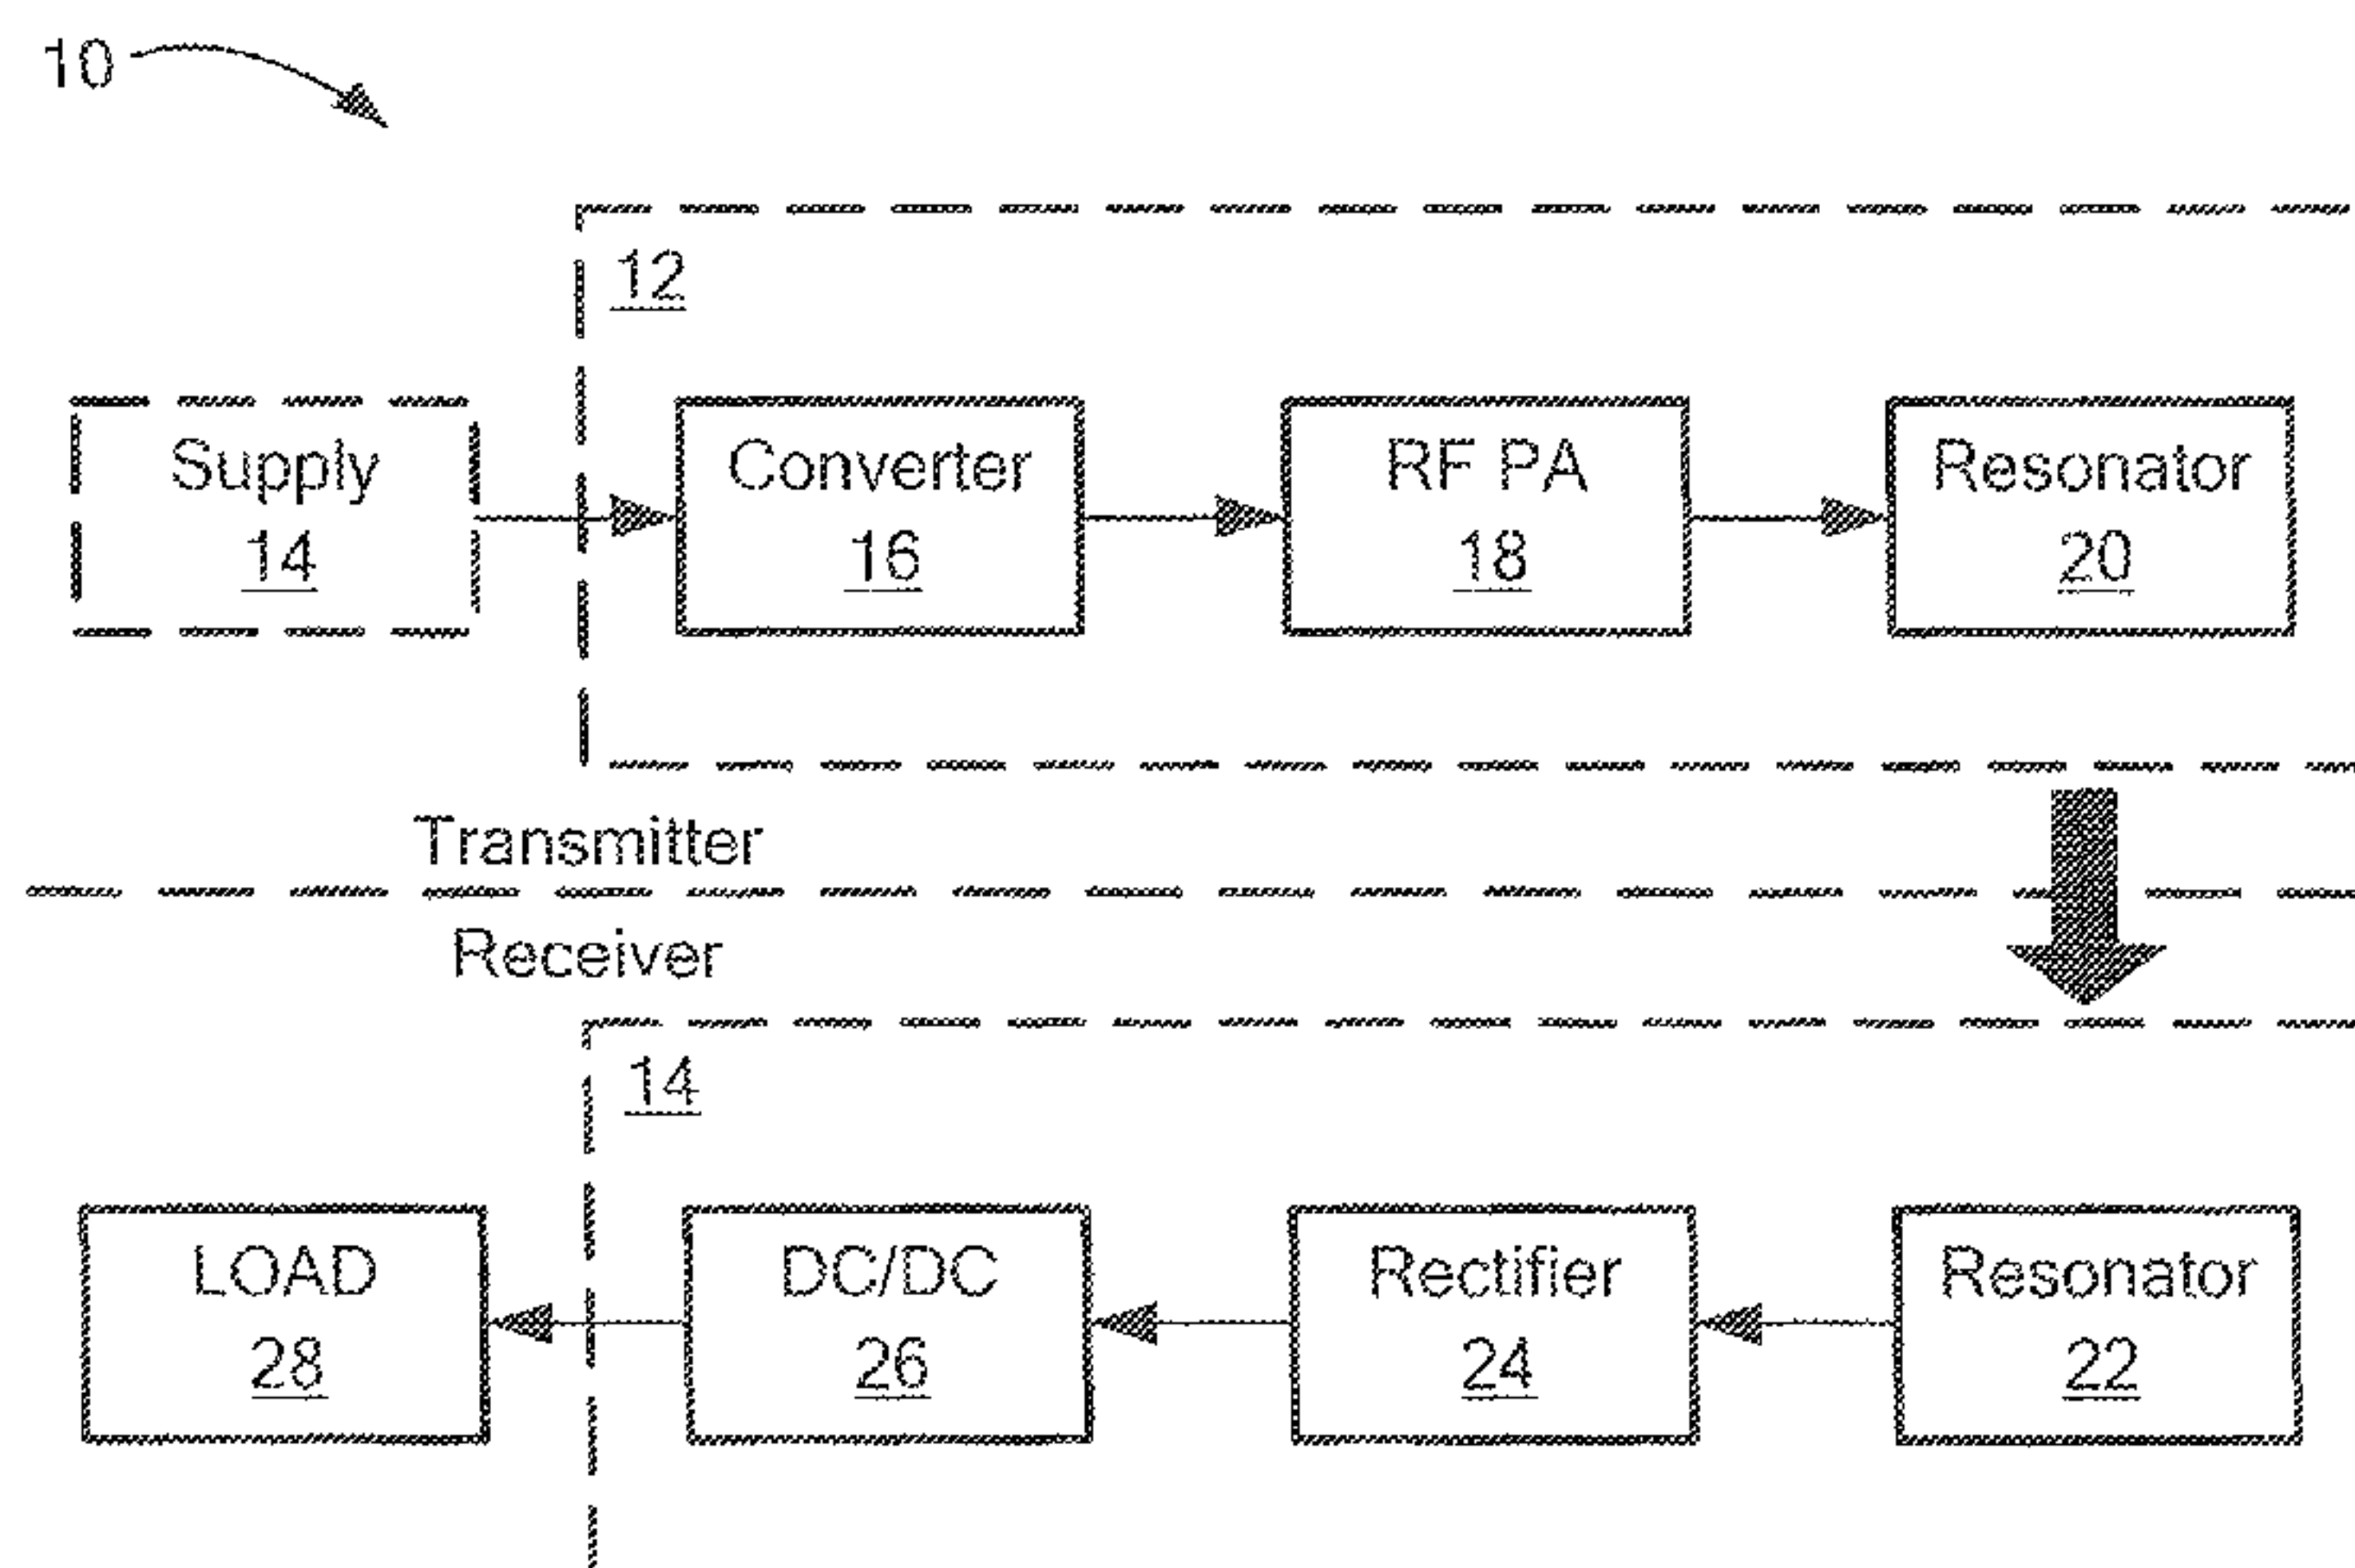 10
12
Supply
14
Converter
16
RF PA
18
Resonator
20
Transmitter
Receiver
14
LOAD
28
DC/DC
26
Rectifier
24
Resonator
22